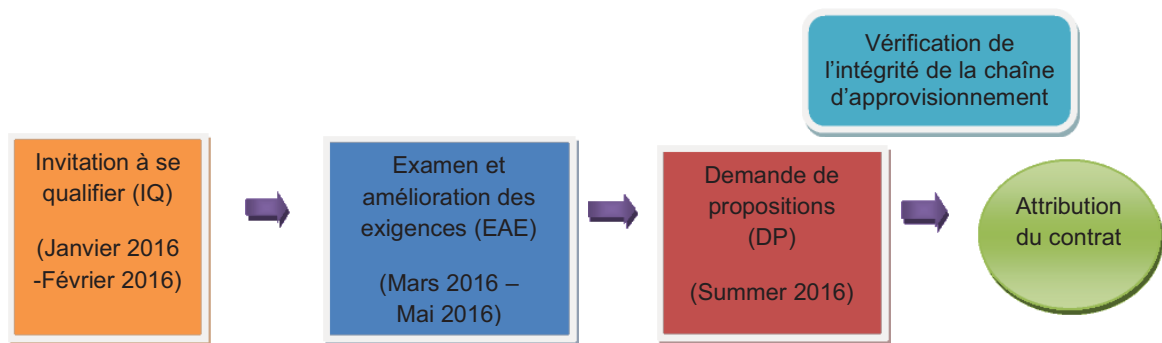 Vérification de
l'intégrité de la chaîne
d'approvisionnement
Invitation à se
qualifier (IQ)
(Janvier 2016
-Février 2016)
Examen et
amélioration des
exigences (EAE)
(Mars 2016 –
Mai 2016)
Demande de
propositions
(DP)
(Summer 2016)
Attribution
du contrat